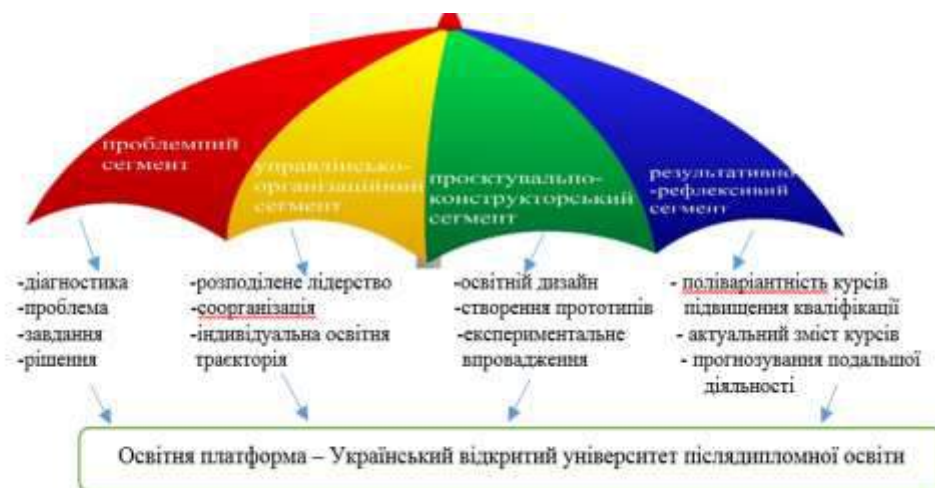 проблемний
сегмент
управлінсько-
організаційний
сегмент
проєктувально-
конструкторський
сегмент
результативно
-рефлексивий
сегмент
-діагностика
-проблема
-завдання
-рішення
-розподілене лідерство
-соорганізація
-індивідуальна освітня
траєкторія
-освітній дизайн
-створення прототипів
-експериментальне
впровадження
- поліваріантність курсів
підвищення кваліфікації
- актуальний зміст курсів
- прогнозування подальшої
діяльності
Освітня платформа – Український відкритий університет післядипломної освіти